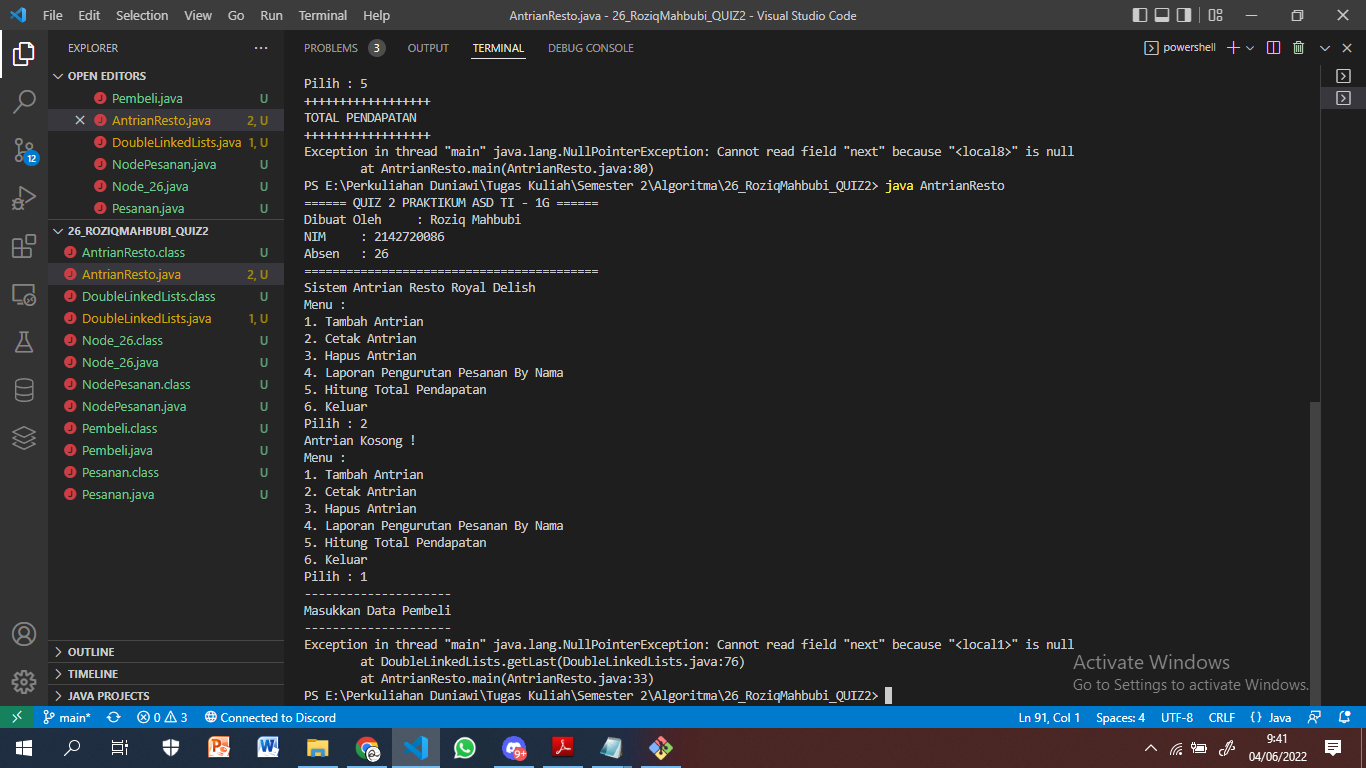 File Edit Selection View Go Run Terminal Help
AntrianResto.java - 26_RoziqMahbubi_QUIZ2 - Visual Studio Code
EXPLORER
OPEN EDITORS
Pembeli.java U
AntrianResto.java 2, U
DoubleLinkedLists.java 1, U
NodePesanan.java U
Node_26.java U
Pesanan.java U
26_ROZIQMAHBUBI_QUIZ2
AntrianResto.class U
AntrianResto.java 2, U
DoubleLinkedLists.class U
DoubleLinkedLists.java 1, U
Node_26.class U
Node_26.java U
NodePesanan.class U
NodePesanan.java U
Pembeli.class U
Pembeli.java U
Pesanan.class U
Pesanan.java U
OUTLINE
TIMELINE
JAVA PROJECTS
12
PROBLEMS 3 OUTPUT TERMINAL DEBUG CONSOLE
powershell
Pilih : 5
++++++++++++++++++
TOTAL PENDAPATAN
++++++++++++++++++
Exception in thread "main" java.lang.NullPointerException: Cannot read field "next" because "<local8>" is null
at AntrianResto.main(AntrianResto.java:80)
PS E:\Perkuliahan Duniawi\Tugas Kuliah\Semester 2\Algoritma\26_RoziqMahbubi_QUIZ2> java AntrianResto
====== QUIZ 2 PRAKTIKUM ASD TI - 1G ======
Dibuat Oleh : Roziq Mahbubi
NIM : 2142720086
Absen : 26
==========================================
Sistem Antrian Resto Royal Delish
Menu :
1. Tambah Antrian
2. Cetak Antrian
3. Hapus Antrian
4. Laporan Pengurutan Pesanan By Nama
5. Hitung Total Pendapatan
6. Keluar
Pilih : 2
Antrian Kosong !
Menu :
1. Tambah Antrian
2. Cetak Antrian
3. Hapus Antrian
4. Laporan Pengurutan Pesanan By Nama
5. Hitung Total Pendapatan
6. Keluar
Pilih : 1
---------------------
Masukkan Data Pembeli
---------------------
Exception in thread "main" java.lang.NullPointerException: Cannot read field "next" because "<local1>" is null
at DoubleLinkedLists.getLast(DoubleLinkedLists.java:76)
at AntrianResto.main(AntrianResto.java:33)
PS E:\Perkuliahan Duniawi\Tugas Kuliah\Semester 2\Algoritma\26_RoziqMahbubi_QUIZ2>
Activate Windows
Go to Settings to activate Windows.
main* 0 3 Connected to Discord
Ln 91, Col 1 Spaces: 4 UTF-8 CRLF {} Java
9+
9:41
04/06/2022